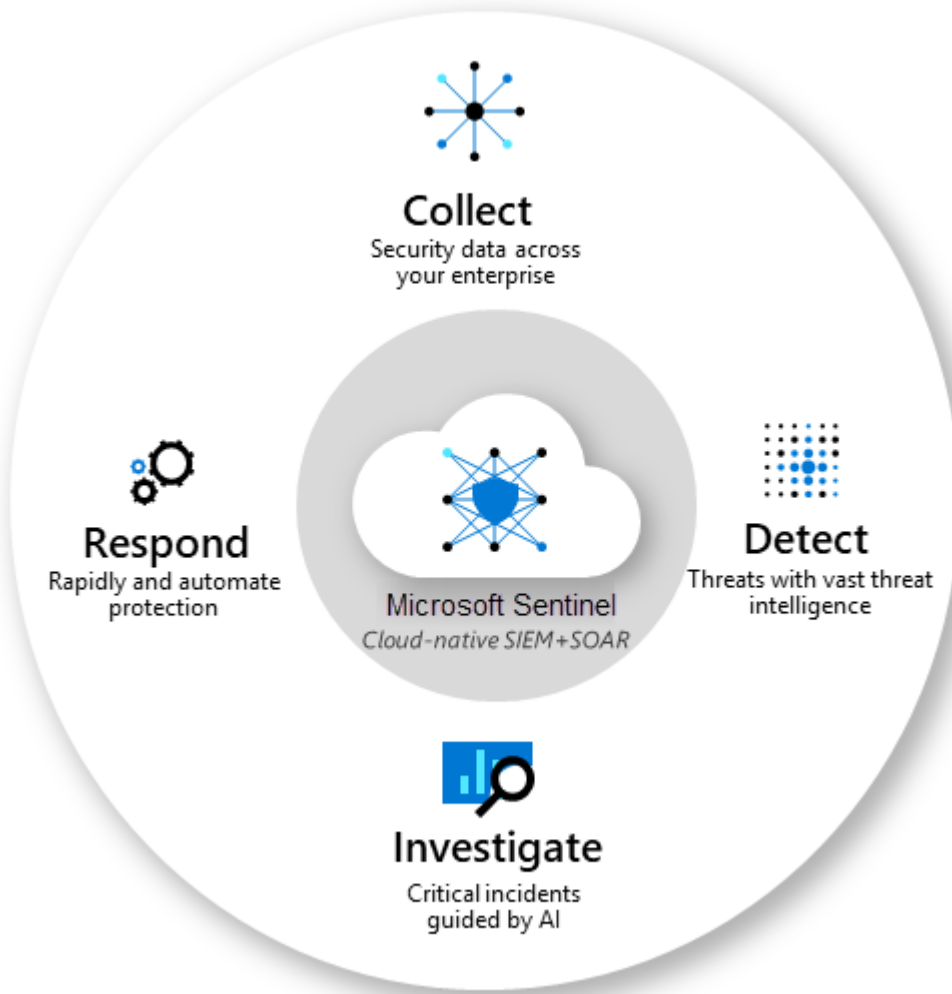 Collect
Security data across
your enterprise
Respond
Rapidly and automate
protection
Microsoft Sentinel
Cloud-native SIEM+SOAR
Detect
Threats with vast threat
intelligence
Investigate
Critical incidents
guided by AI